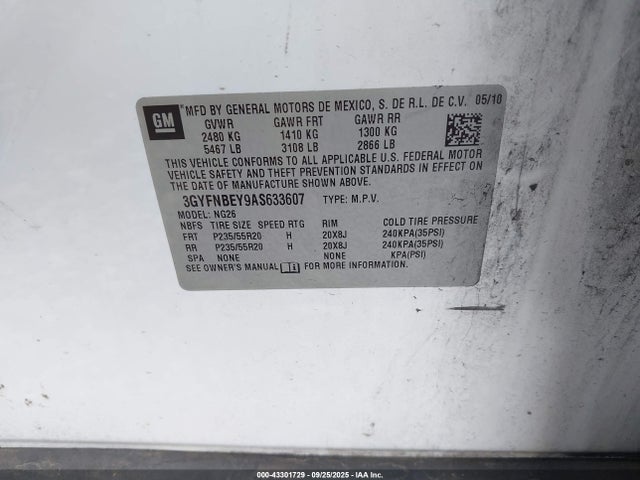 GM
MFD BY GENERAL MOTORS DE MEXICO, S. DE R.L. DE C.V. 05/10
GVWR GAWR FRT GAWR RR
2480 KG 1410 KG 1300 KG
5467 LB 3108 LB 2866 LB
THIS VEHICLE CONFORMS TO ALL APPLICABLE U.S. FEDERAL MOTOR
VEHICLE SAFETY AND THEFT PREVENTION STANDARDS IN EFFECT ON
THE DATE OF MANUFACTURE SHOWN ABOVE.
3GYFNBEY9AS633607 TYPE: M.P.V.
MODEL: NG26
NBFS TIRE SIZE SPEED RTG RIM COLD TIRE PRESSURE
FRT P235/55R20 H 20X8J 240KPA(35PSI)
RR P235/55R20 H 20X8J 240KPA(35PSI)
SPA NONE NONE KPA(PSI)
SEE OWNER'S MANUAL FOR MORE INFORMATION.
000-43301729 - 09/25/2025 - IAA Inc.